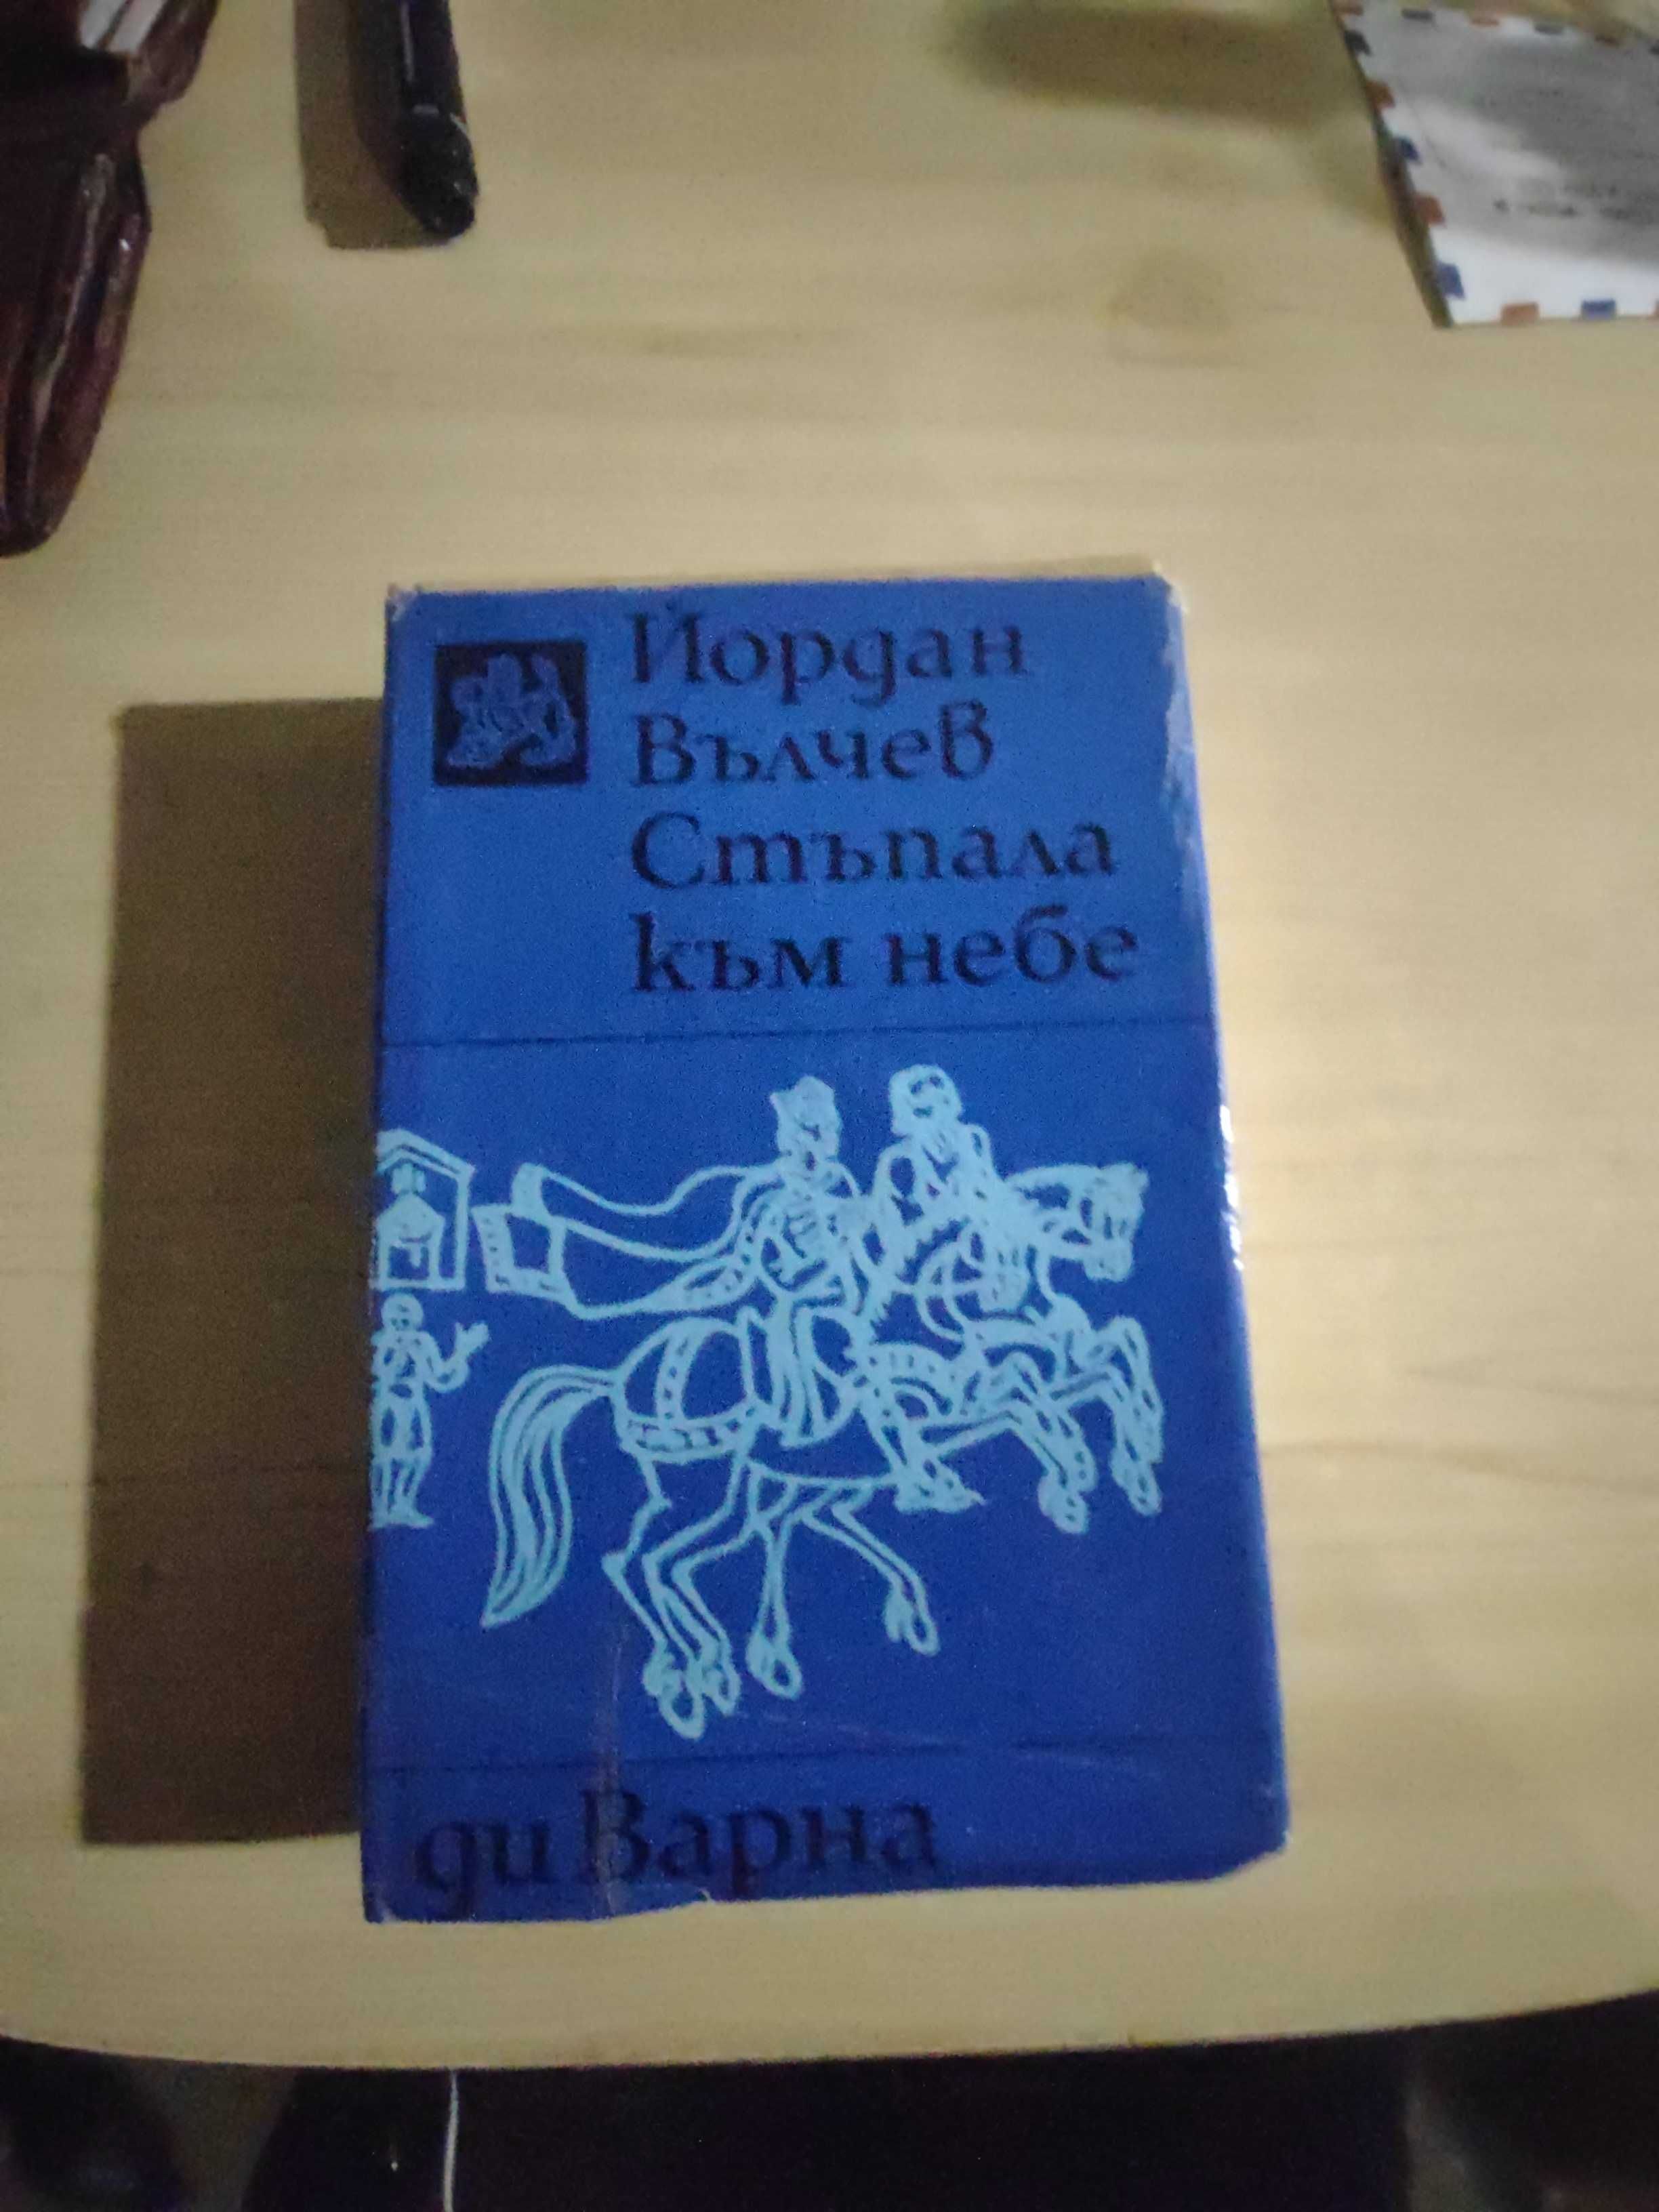 Йордан
Вълчев
Стъпала
към небе
ди Варна